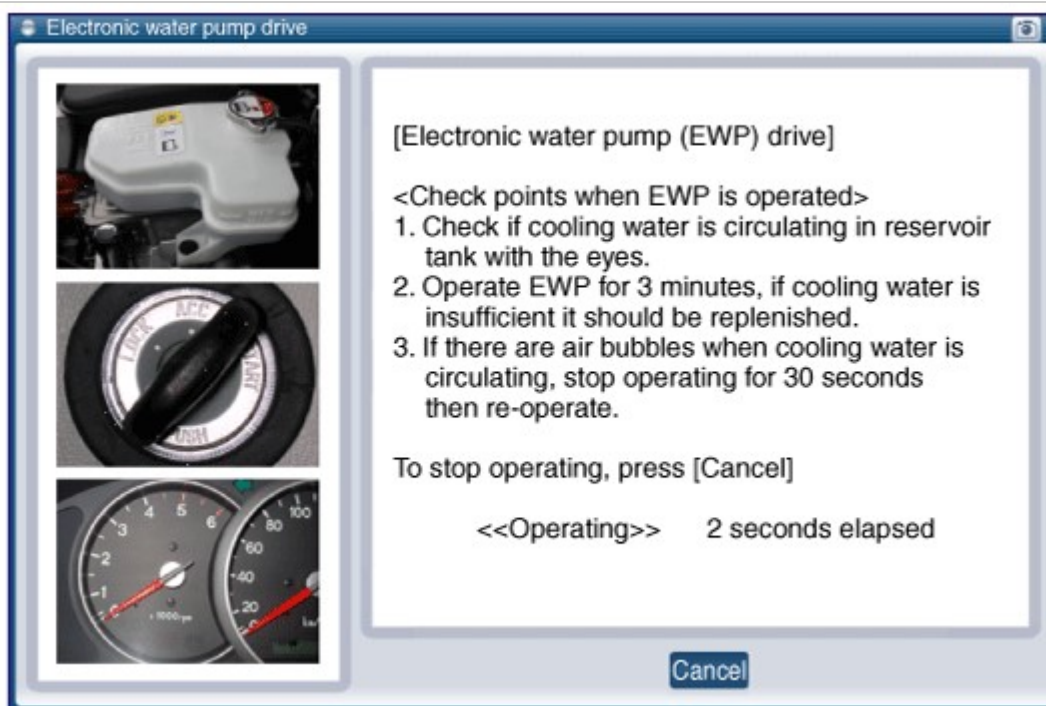 Electronic water pump drive
[Electronic water pump (EWP) drive]
<Check points when EWP is operated>
1. Check if cooling water is circulating in reservoir
tank with the eyes.
2. Operate EWP for 3 minutes, if cooling water is
insufficient it should be replenished.
3. If there are air bubbles when cooling water is
circulating, stop operating for 30 seconds
then re-operate.
To stop operating, press [Cancel]
<<Operating>> 2 seconds elapsed
Cancel
LOCK
ACC
START
PUSH
0
1
2
3
4
5
6
x1000rpm
0
20
40
60
80
100